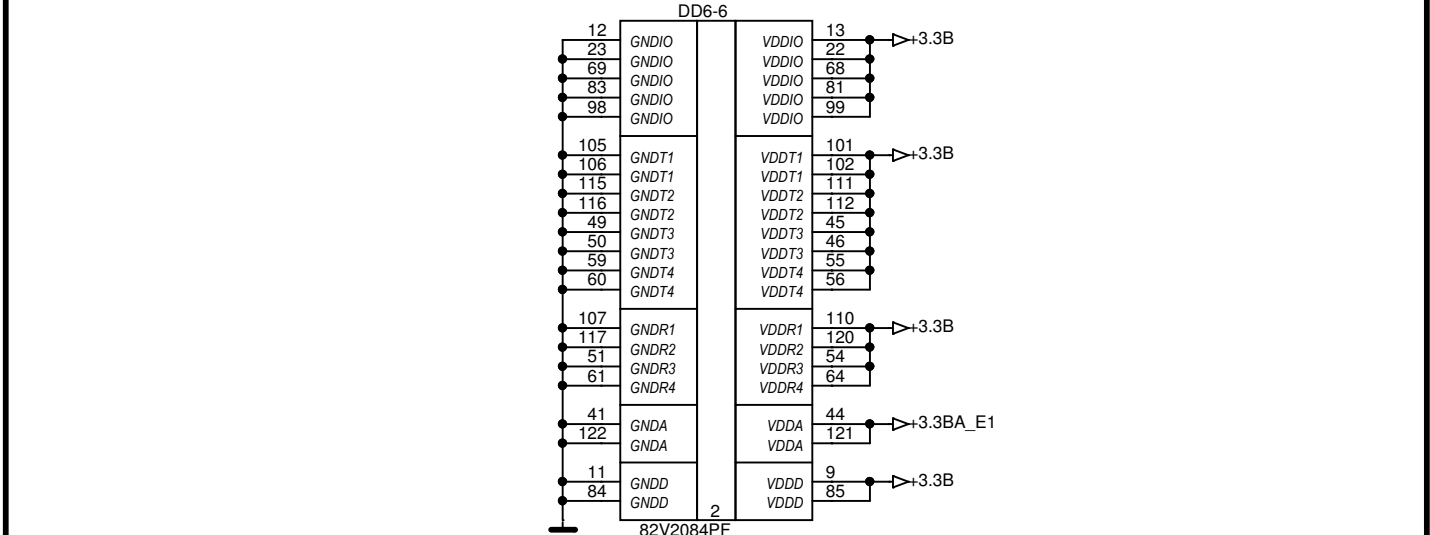 DD6-6
12 GNDIO VDDIO 13 +3.3B
23 GNDIO VDDIO 22
69 GNDIO VDDIO 68
83 GNDIO VDDIO 81
98 GNDIO VDDIO 99
105 GNDT1 VDDT1 101 +3.3B
106 GNDT1 VDDT1 102
115 GNDT2 VDDT2 111
116 GNDT2 VDDT2 112
49 GNDT3 VDDT3 45
50 GNDT3 VDDT3 46
59 GNDT4 VDDT4 55
60 GNDT4 VDDT4 56
107 GNDR1 VDDR1 110 +3.3B
117 GNDR2 VDDR2 120
51 GNDR3 VDDR3 54
61 GNDR4 VDDR4 64
41 GNDA VDDA 44 +3.3BA_E1
122 GNDA VDDA 121
11 GNDD VDDD 9 +3.3B
84 GNDD VDDD 85
2
82V2084PF